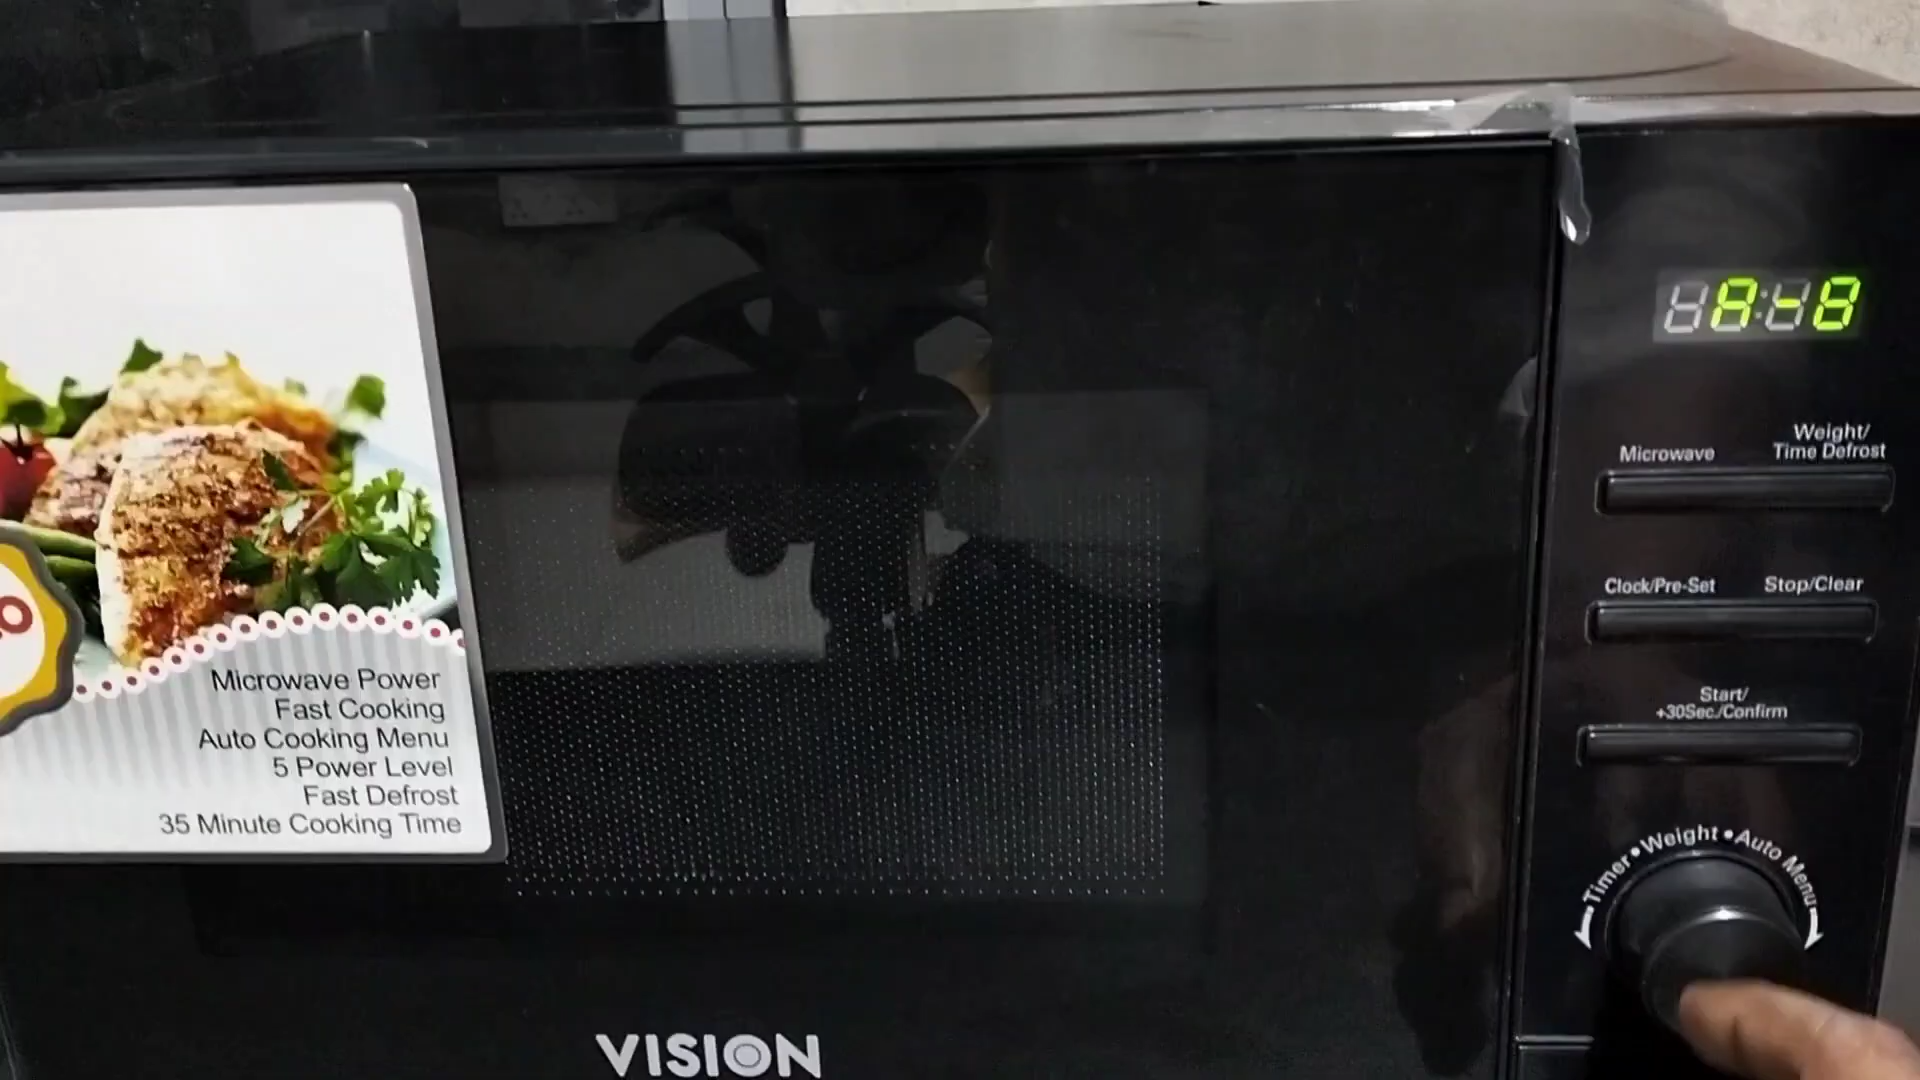 A-8
Microwave
Weight/
Time Defrost
Clock/Pre-Set
Stop/Clear
Start/
+30Sec./Confirm
Timer•Weight•Auto Menu
Microwave Power
Fast Cooking
Auto Cooking Menu
5 Power Level
Fast Defrost
35 Minute Cooking Time
VISION